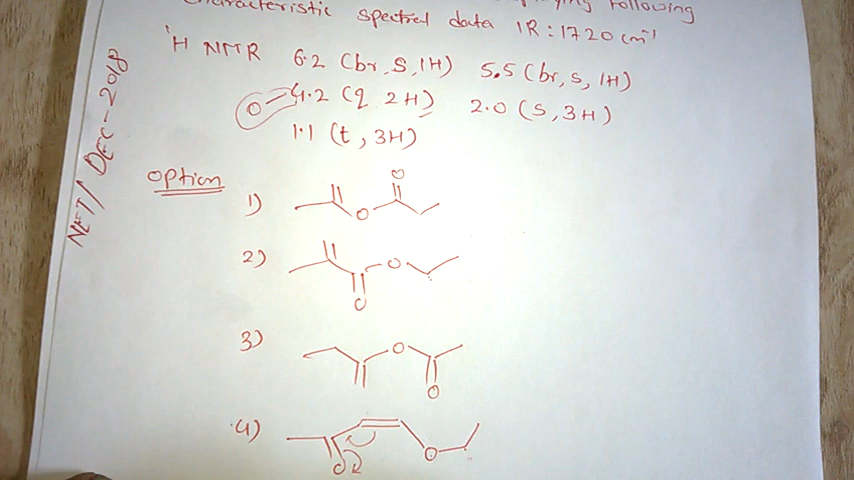 characteristic spectral data IR : 1720 cm⁻¹
¹H NMR 6.2 (br, s, 1H) 5.5 (br, s, 1H)
O 4.2 (q, 2H) 2.0 (s, 3H)
1.1 (t, 3H)
NET/ DEC-2018
option
1) O O
2) O O
3) O O
4) O O